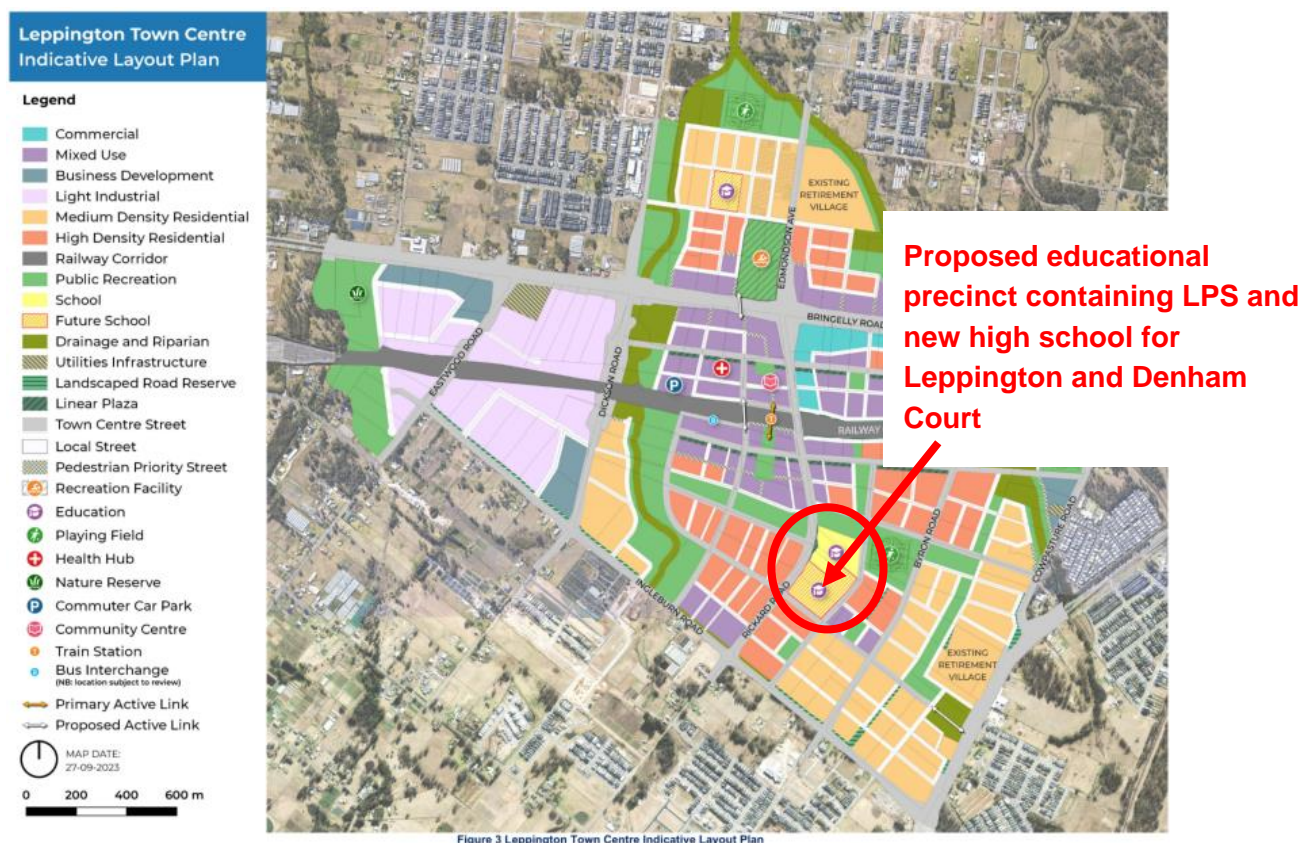 Leppington Town Centre
Indicative Layout Plan
Legend
Commercial
Mixed Use
Business Development
Light Industrial
Medium Density Residential
High Density Residential
Railway Corridor
Public Recreation
School
Future School
Drainage and Riparian
Utilities Infrastructure
Landscaped Road Reserve
Linear Plaza
Town Centre Street
Local Street
Pedestrian Priority Street
Recreation Facility
Education
Playing Field
Health Hub
Nature Reserve
Commuter Car Park
Community Centre
Train Station
Bus Interchange
(NB: location subject to review)
Primary Active Link
Proposed Active Link
MAP DATE:
27-09-2023
0 200 400 600 m
EXISTING
RETIREMENT
VILLAGE
EDMONDSON AVE
BRINGELLY ROAD
EASTWOOD ROAD
DICKSON ROAD
P
RAILWAY
Proposed educational
precinct containing LPS and
new high school for
Leppington and Denham
Court
INGLEBURN ROAD
RICKARD ROAD
BYRON ROAD
COWPASTURE ROAD
EXISTING
RETIREMENT
VILLAGE
Figure 3 Leppington Town Centre Indicative Layout Plan